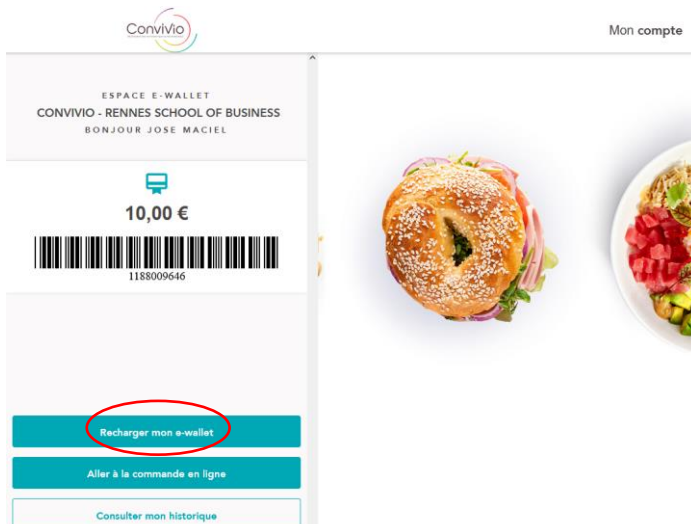 Convivio
Mon compte
ESPACE E-WALLET
CONVIVIO - RENNES SCHOOL OF BUSINESS
BONJOUR JOSE MACIEL
10,00 €
1188009646
Recharger mon e-wallet
Aller à la commande en ligne
Consulter mon historique